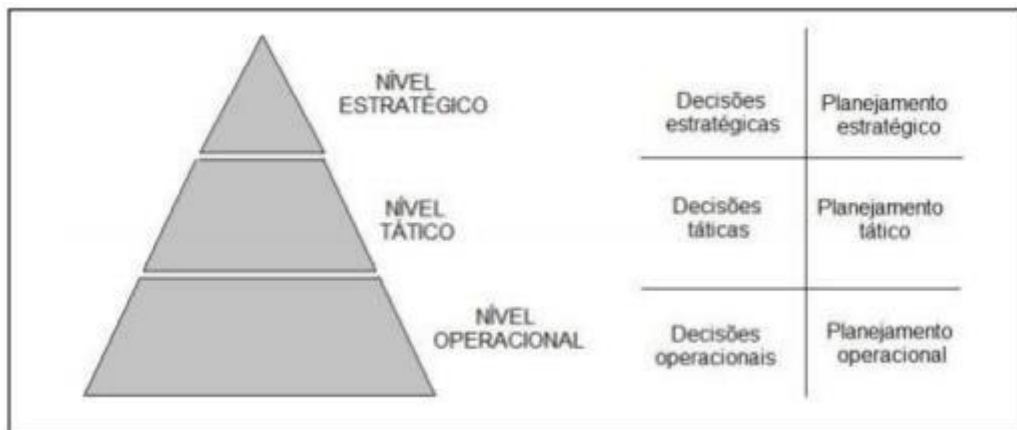 NÍVEL
ESTRATÉGICO
Decisões
estratégicas
Planejamento
estratégico
NÍVEL
TÁTICO
Decisões
táticas
Planejamento
tático
NÍVEL
OPERACIONAL
Decisões
operacionais
Planejamento
operacional